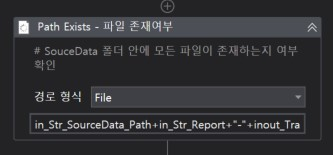 Path Exists - 파일 존재여부
# SouceData 폴더 안에 모든 파일이 존재하는지 여부
확인
경로 형식 File
in_Str_SourceData_Path+in_Str_Report+"-"+inout_Tra